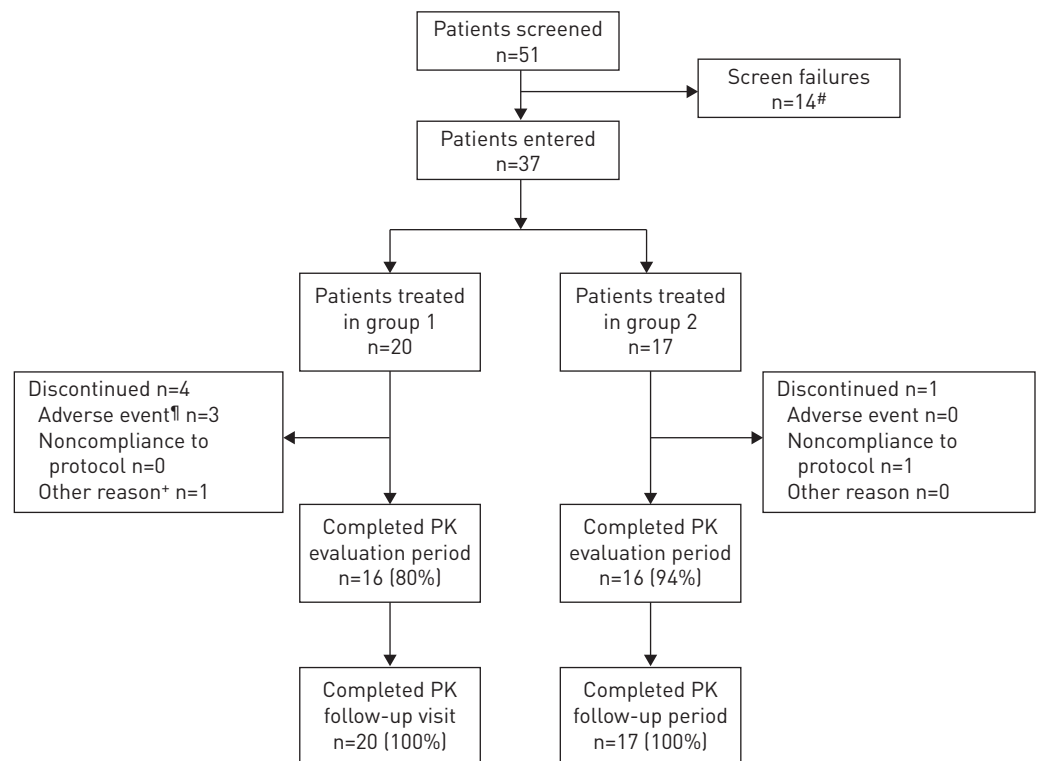 Patients screened
n=51
Screen failures
n=14#
Patients entered
n=37
Patients treated
in group 1
n=20
Patients treated
in group 2
n=17
Discontinued n=4
Adverse event¶ n=3
Noncompliance to
protocol n=0
Other reason+ n=1
Discontinued n=1
Adverse event n=0
Noncompliance to
protocol n=1
Other reason n=0
Completed PK
evaluation period
n=16 (80%)
Completed PK
evaluation period
n=16 (94%)
Completed PK
follow-up visit
n=20 (100%)
Completed PK
follow-up period
n=17 (100%)